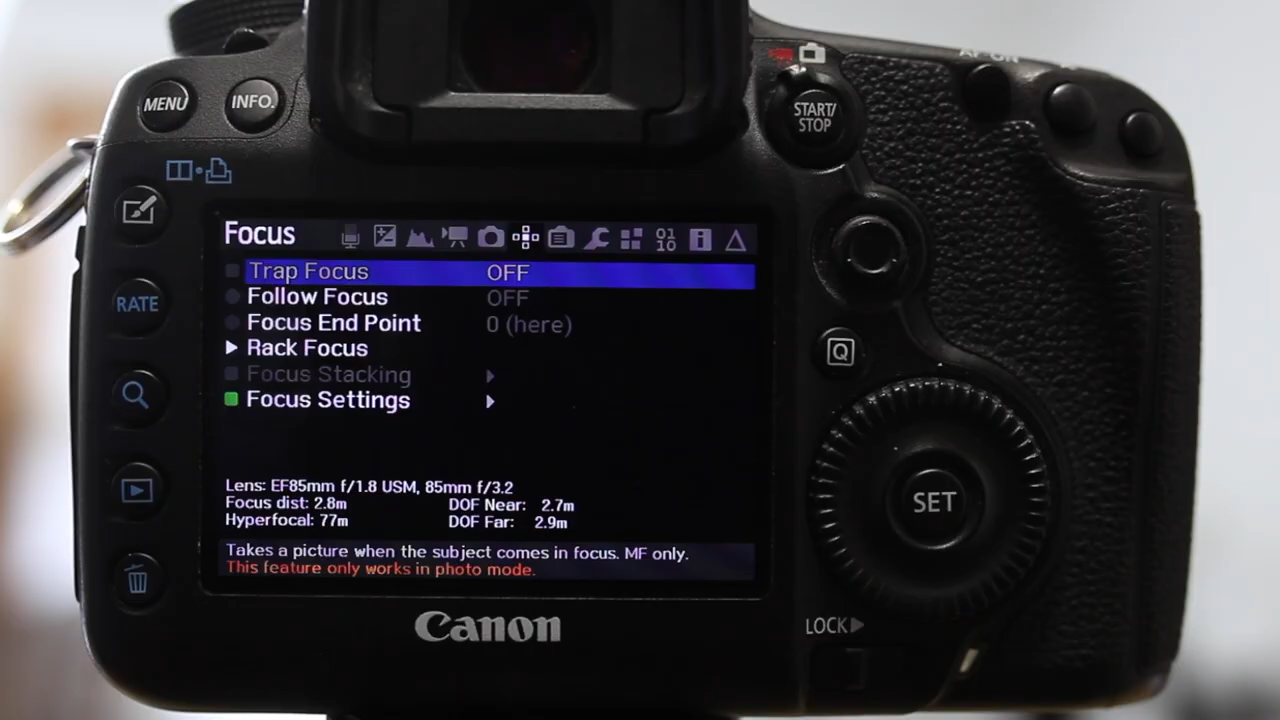 AF-ON
MENU
INFO.
START/
STOP
Focus
01
10
Trap Focus OFF
RATE
Follow Focus OFF
Focus End Point 0 (here)
Rack Focus
Q
Focus Stacking
Focus Settings
Lens: EF85mm f/1.8 USM, 85mm f/3.2
Focus dist: 2.8m DOF Near: 2.7m
Hyperfocal: 77m DOF Far: 2.9m
SET
Takes a picture when the subject comes in focus. MF only.
This feature only works in photo mode.
Canon
LOCK